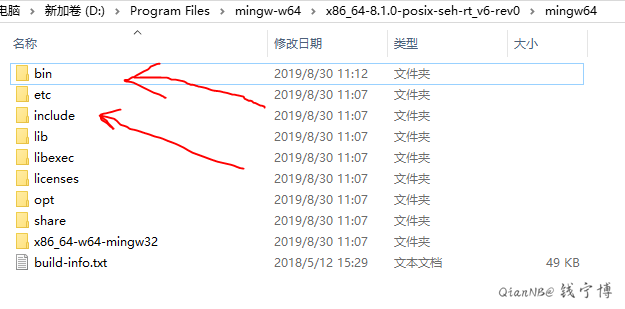 电脑 › 新加卷 (D:) › Program Files › mingw-w64 › x86_64-8.1.0-posix-seh-rt_v6-rev0 › mingw64
名称 修改日期 类型 大小
bin 2019/8/30 11:12 文件夹
etc 2019/8/30 11:07 文件夹
include 2019/8/30 11:07 文件夹
lib 2019/8/30 11:07 文件夹
libexec 2019/8/30 11:07 文件夹
licenses 2019/8/30 11:07 文件夹
opt 2019/8/30 11:07 文件夹
share 2019/8/30 11:07 文件夹
x86_64-w64-mingw32 2019/8/30 11:07 文件夹
build-info.txt 2018/5/12 15:29 文本文档 49 KB
QianNB@ 钱宁博